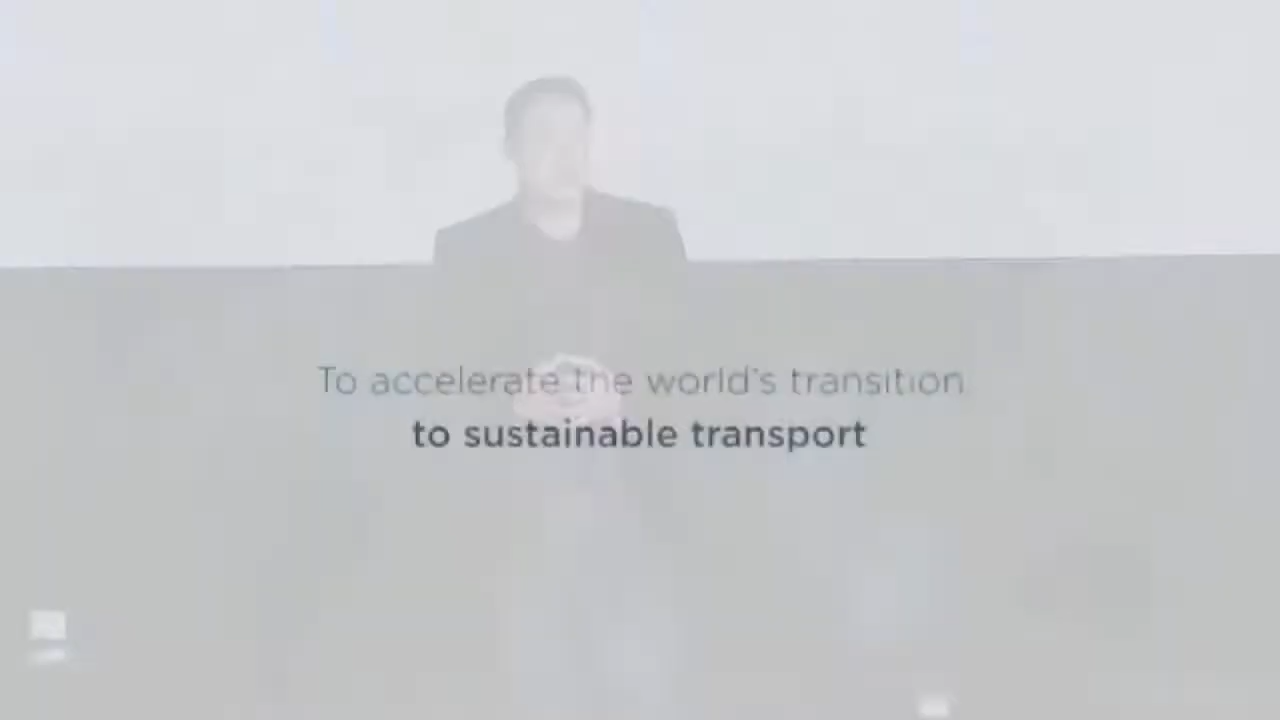 To accelerate the world's transition
to sustainable transport